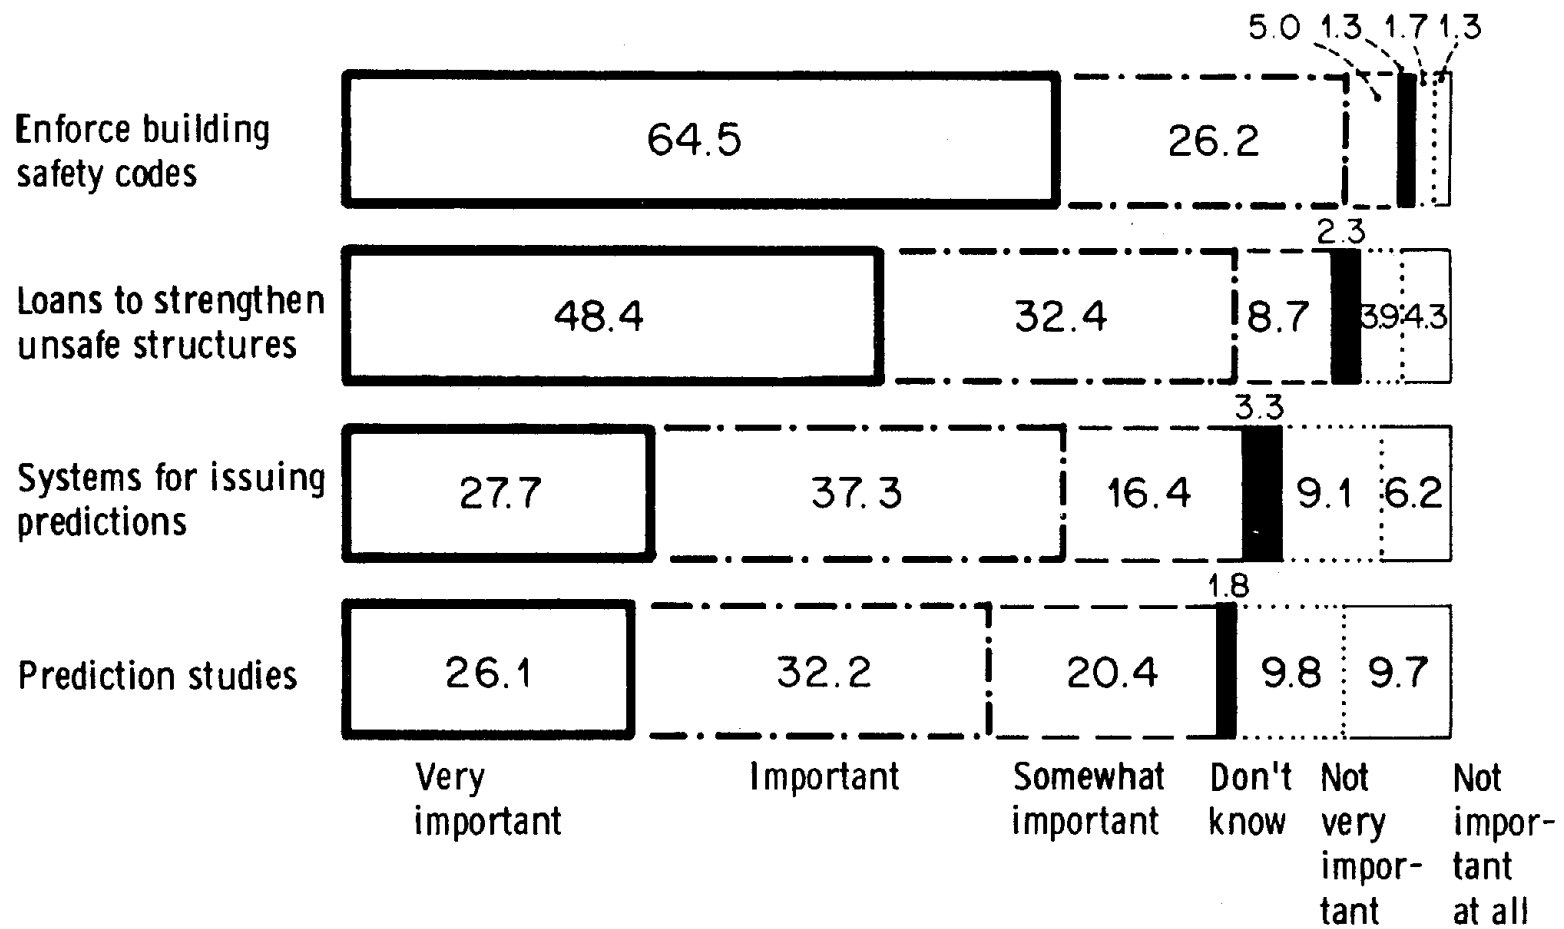 5.0 1.3 1.7 1.3
Enforce building
safety codes
64.5 26.2
2.3
Loans to strengthen
unsafe structures
48.4 32.4 8.7 3.9 4.3
3.3
Systems for issuing
predictions
27.7 37.3 16.4 9.1 6.2
1.8
Prediction studies 26.1 32.2 20.4 9.8 9.7
Very
important
Important
Somewhat
important
Don't
know
Not
very
impor-
tant
Not
impor-
tant
at all